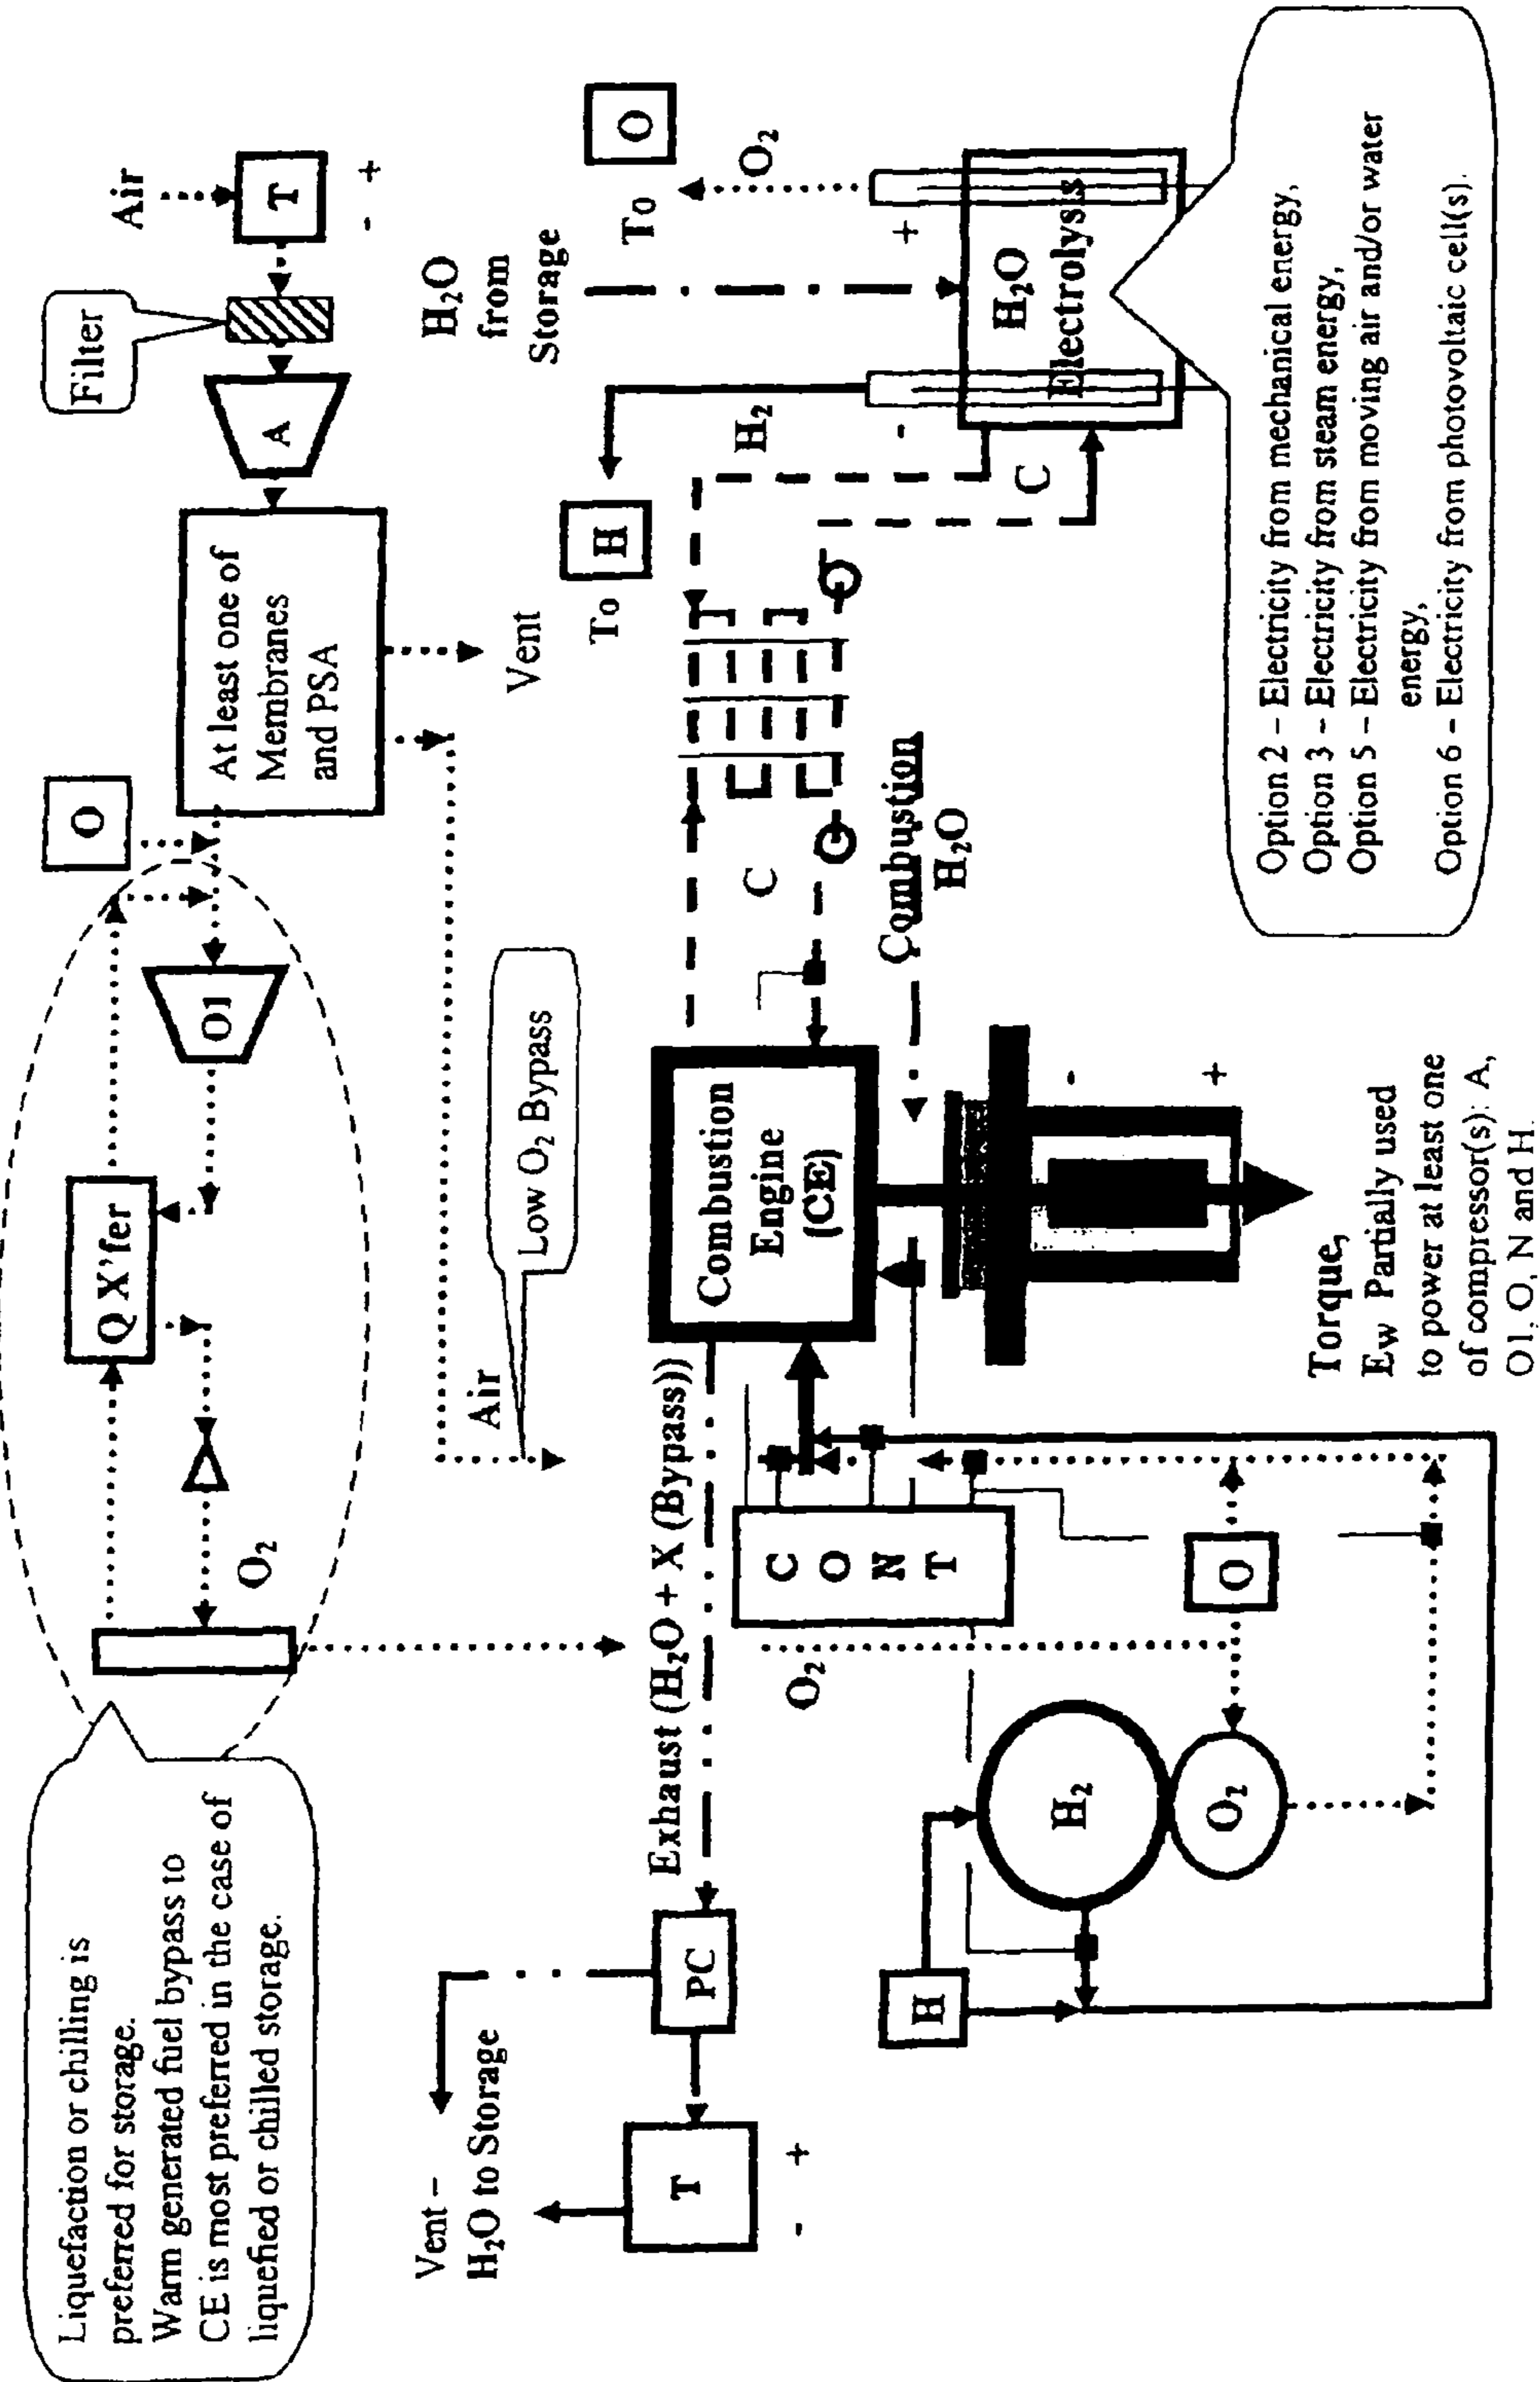 Liquefaction or chilling is
preferred for storage.
Warm generated fuel bypass to
CE is most preferred in the case of
liquefied or chilled storage.
O₂
Q X'fer
O1
O
At least one of
Membranes
and PSA
A
Filter
Air
T
- +
Vent
Low O₂ Bypass
Air
Vent –
H₂O to Storage
T
- +
PC
Exhaust (H₂O + X (Bypass))
Combustion
Engine
(CE)
C
Combustion
H₂O
To
H
H₂
H₂O
from
Storage
To
O
O₂
-
+
C
H₂O
Electrolysis
C
O
N
T
O₂
H
H₂
O₂
O
-
+
Torque,
Ew Partially used
to power at least one
of compressor(s): A,
O1, O, N and H.
Option 2 – Electricity from mechanical energy,
Option 3 – Electricity from steam energy,
Option 5 – Electricity from moving air and/or water
energy,
Option 6 – Electricity from photovoltaic cell(s).